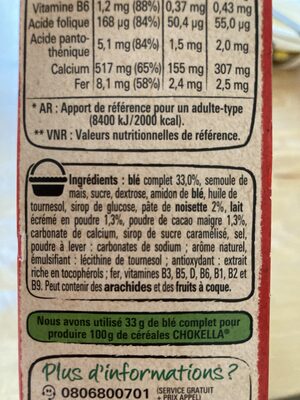 Vitamine B6 1,2 mg (88%) 0,37 mg 0,43 mg
Acide folique 168 µg (84%) 50,4 µg 55,0 µg
Acide panto-
thénique 5,1 mg (84%) 1,5 mg 2,0 mg
Calcium 517 mg (65%) 155 mg 307 mg
Fer 8,1 mg (58%) 2,4 mg 2,5 mg
* AR : Apport de référence pour un adulte-type
(8400 kJ/2000 kcal).
** VNR : Valeurs nutritionnelles de référence.
Ingrédients : blé complet 33,0%, semoule de
maïs, sucre, dextrose, amidon de blé, huile de
tournesol, sirop de glucose, pâte de noisette 2%, lait
écrémé en poudre 1,3%, poudre de cacao maigre 1,3%,
carbonate de calcium, sirop de sucre caramélisé, sel,
poudre à lever : carbonates de sodium ; arôme naturel,
émulsifiant : lécithine de tournesol ; antioxydant : extrait
riche en tocophérols ; fer, vitamines B3, B5, D, B6, B1, B2 et
B9. Peut contenir des arachides et des fruits à coque.
Nous avons utilisé 33 g de blé complet pour
produire 100 g de céréales CHOKELLA®
Plus d'informations ?
0806800701 (SERVICE GRATUIT
+ PRIX APPEL)